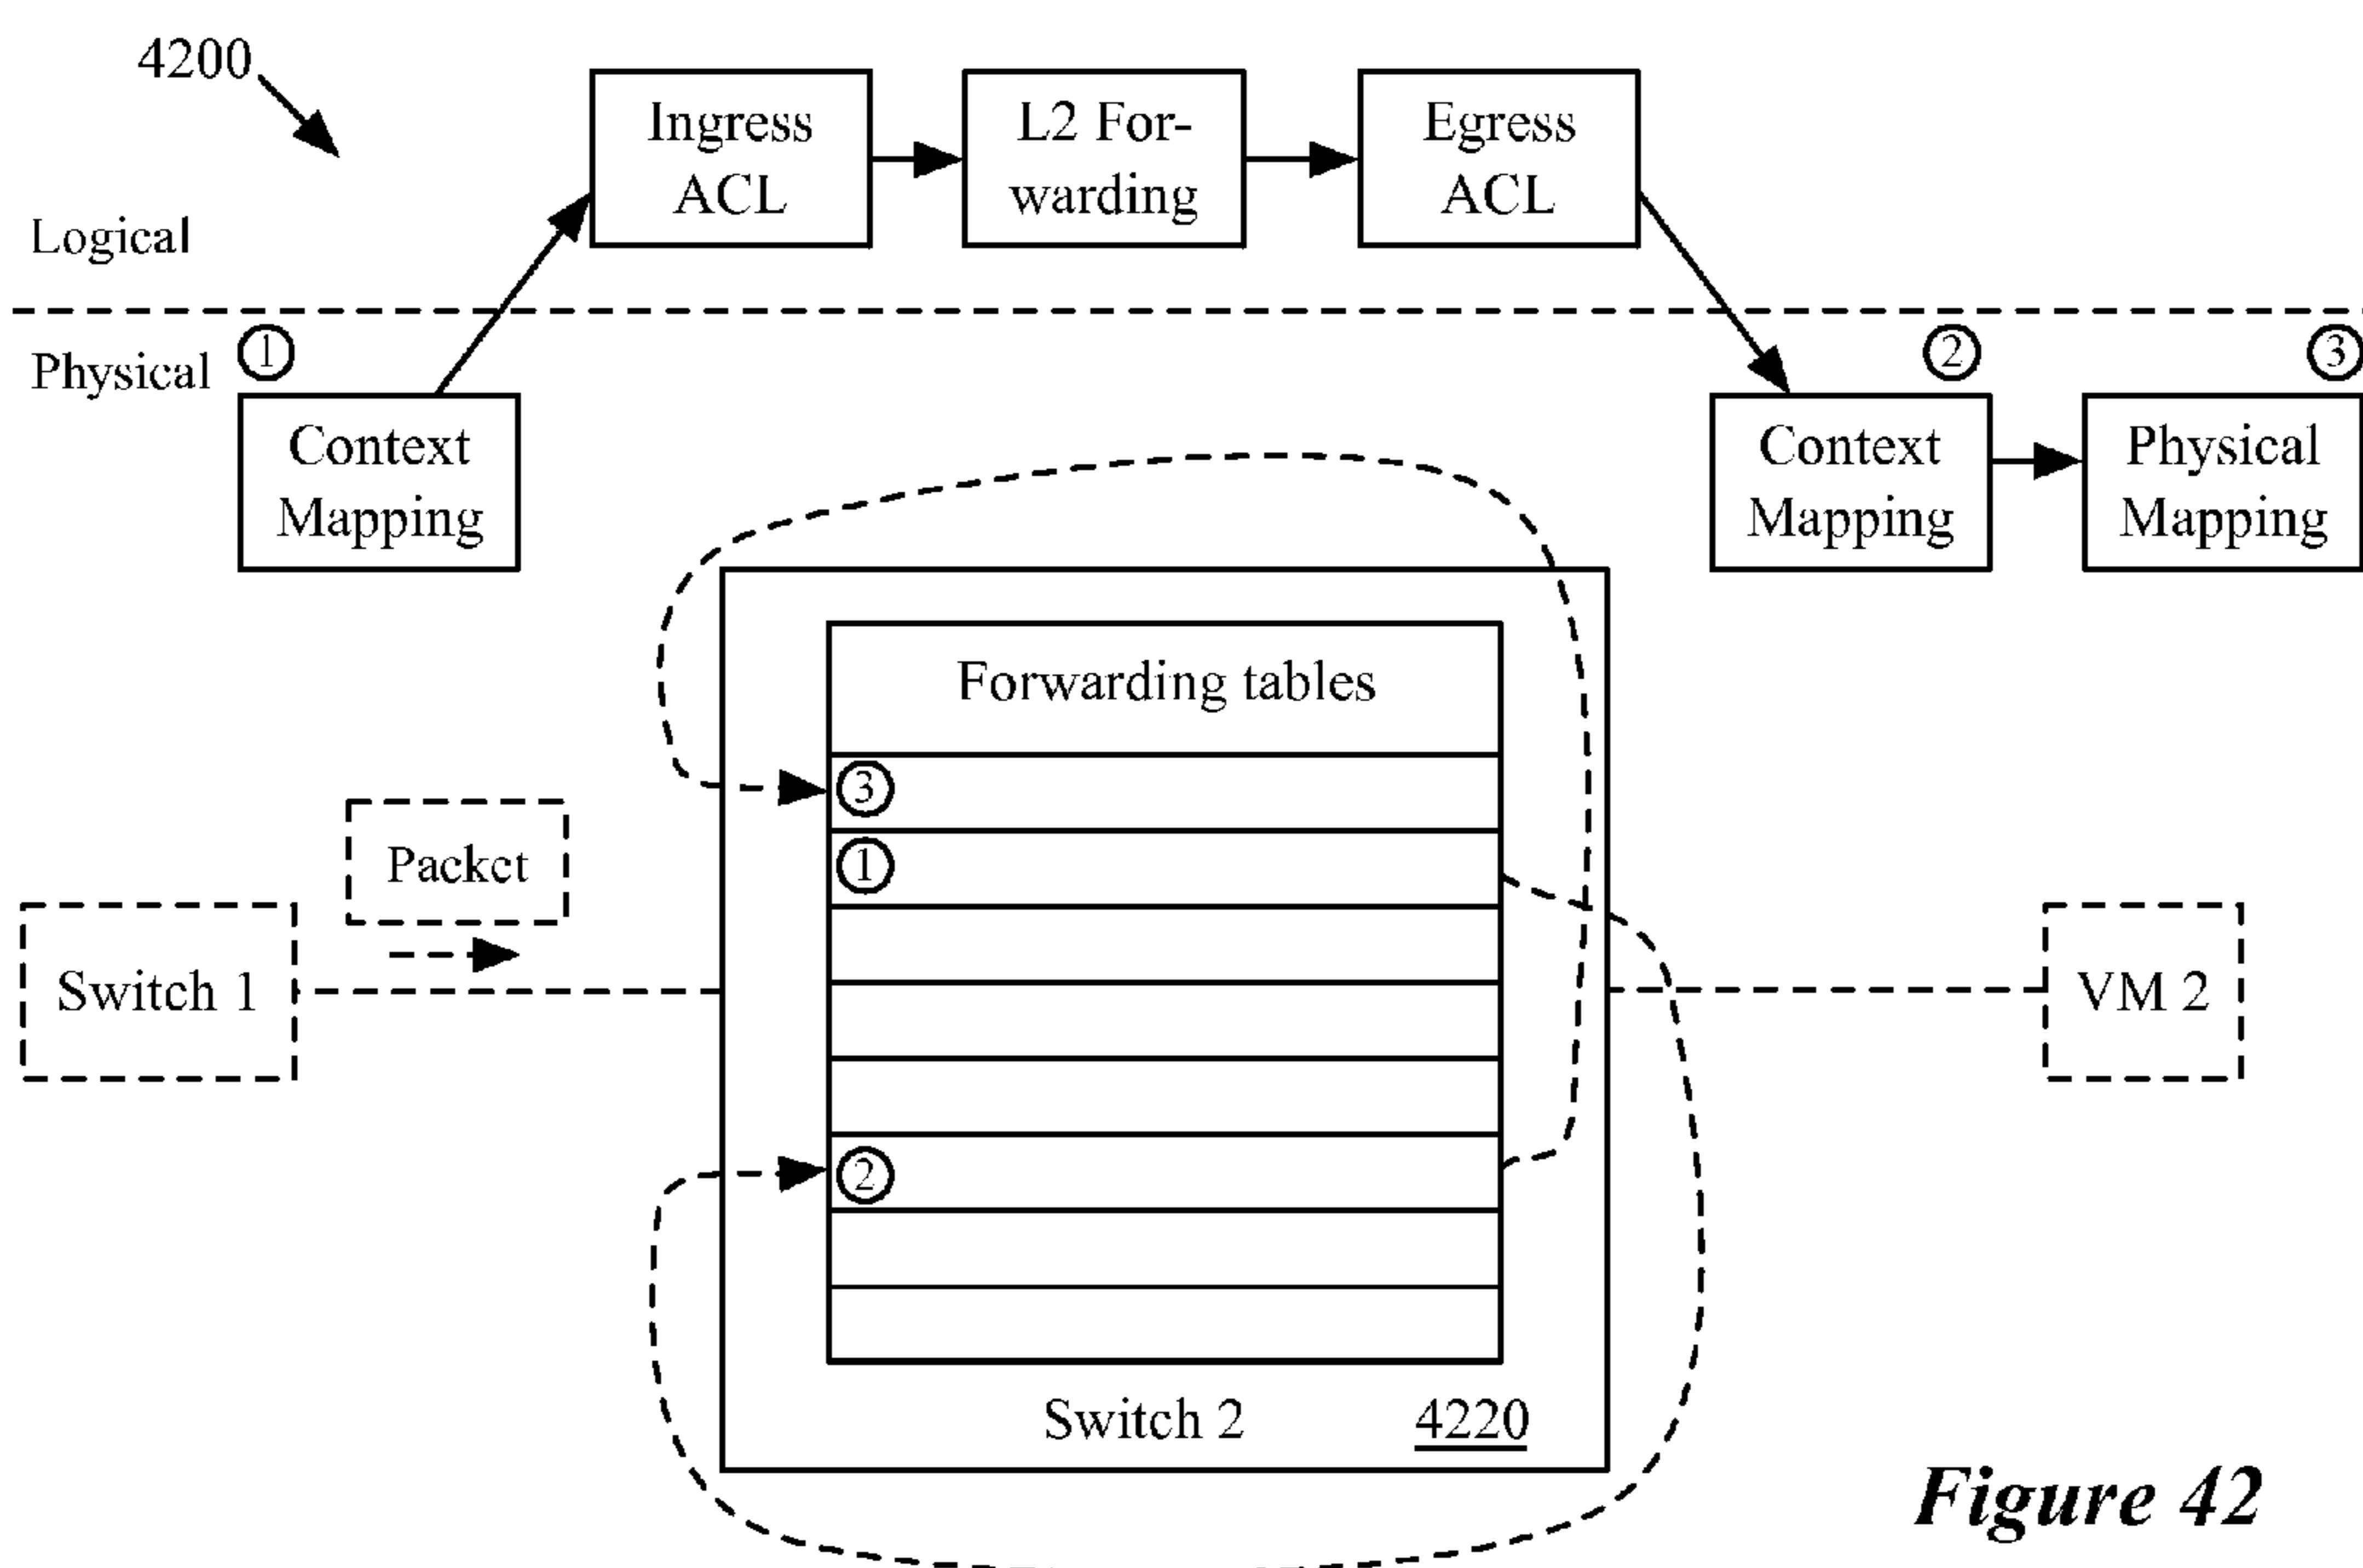 4200
Ingress
ACL
L2 For-
warding
Egress
ACL
Logical
Physical
1
2
3
Context
Mapping
Context
Mapping
Physical
Mapping
Forwarding tables
3
1
Packet
Switch 1
VM 2
2
Switch 2
4220
Figure 42